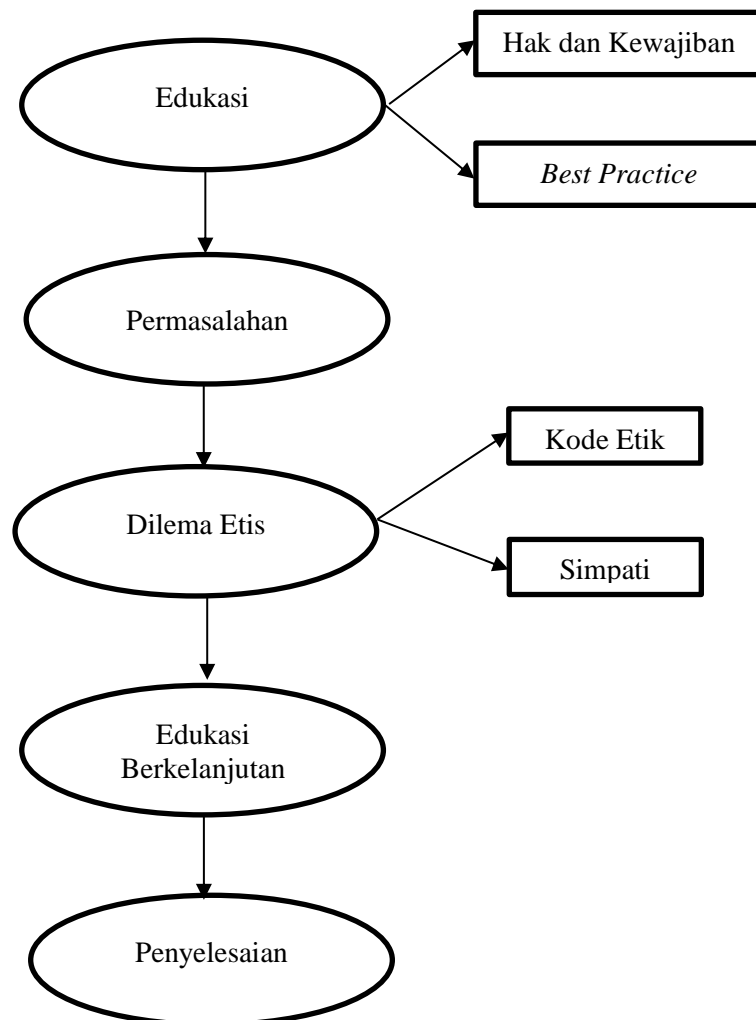 Edukasi
Hak dan Kewajiban
Best Practice
Permasalahan
Dilema Etis
Kode Etik
Simpati
Edukasi
Berkelanjutan
Penyelesaian